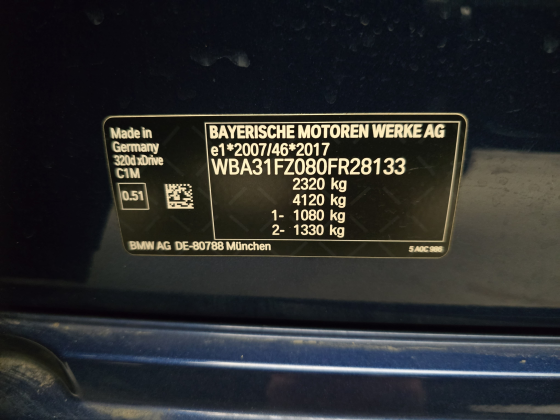 Made in
Germany
320d xDrive
C1M
0.51
BAYERISCHE MOTOREN WERKE AG
e1*2007/46*2017
WBA31FZ080FR28133
2320 kg
4120 kg
1- 1080 kg
2- 1330 kg
BMW AG DE-80788 München